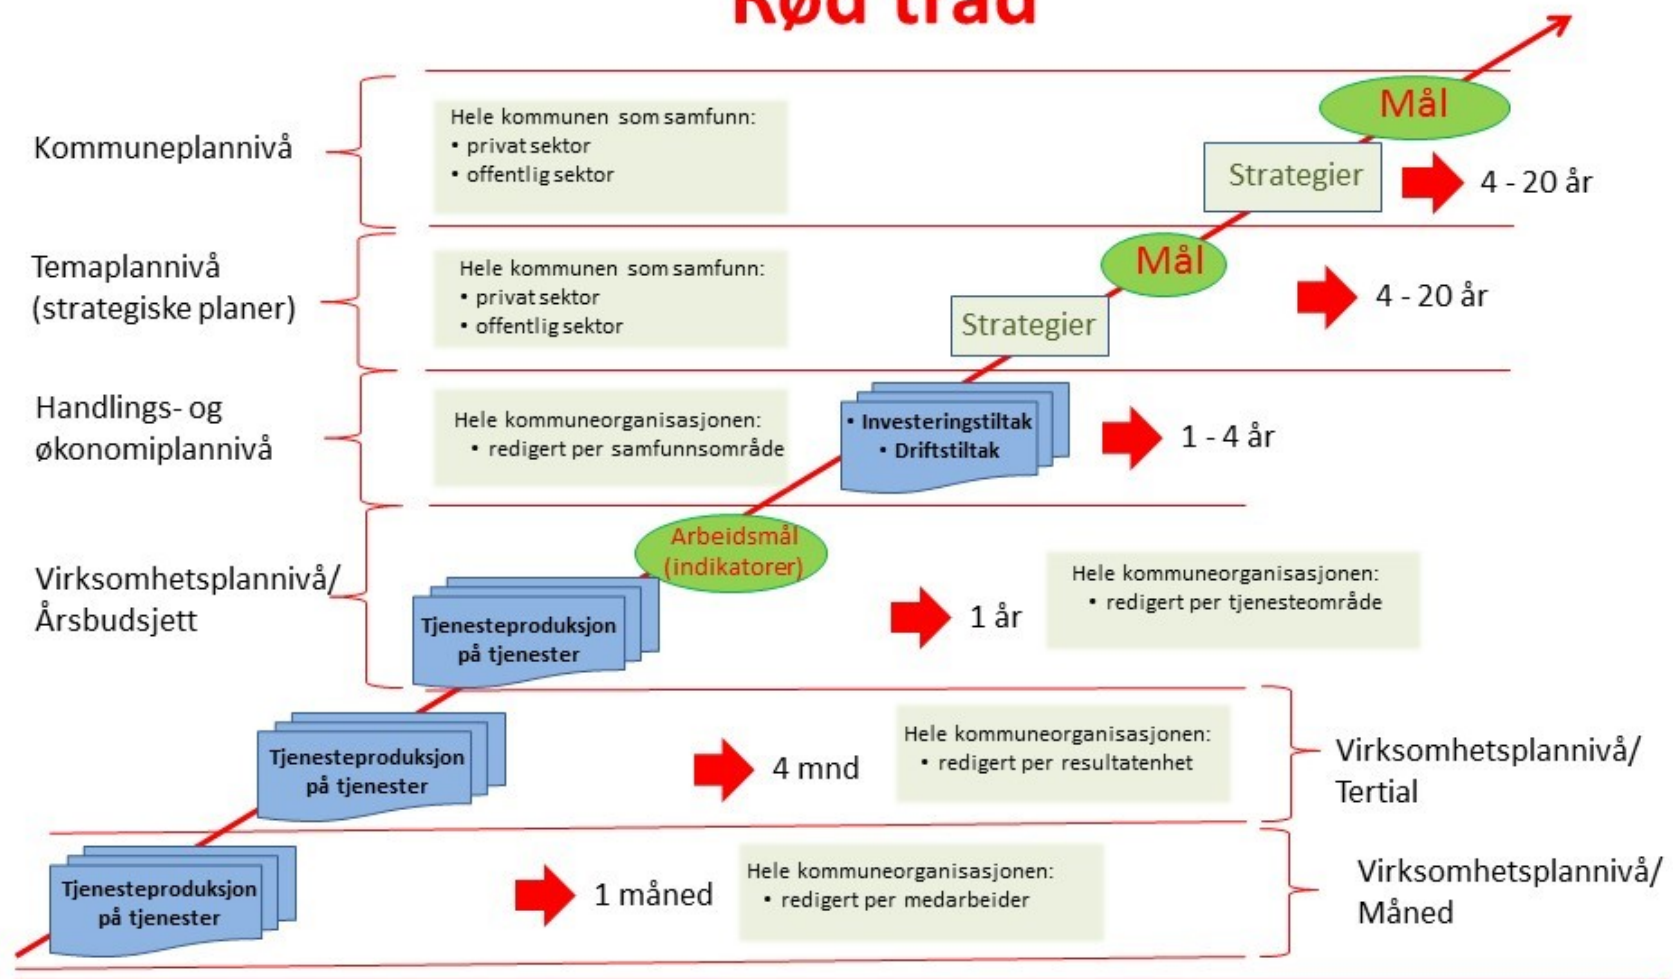 Rød tråd
Kommuneplannivå
Hele kommunen som samfunn:
• privat sektor
• offentlig sektor
Mål
Strategier
4 - 20 år
Temaplannivå
(strategiske planer)
Hele kommunen som samfunn:
• privat sektor
• offentlig sektor
Mål
Strategier
4 - 20 år
Handlings- og
økonomiplannivå
Hele kommuneorganisasjonen:
• redigert per samfunnsområde
• Investeringstiltak
• Driftstiltak
1 - 4 år
Virksomhetsplannivå/
Årsbudsjett
Arbeidsmål
(indikatorer)
Tjenesteproduksjon
på tjenester
1 år
Hele kommuneorganisasjonen:
• redigert per tjenesteområde
Tjenesteproduksjon
på tjenester
4 mnd
Hele kommuneorganisasjonen:
• redigert per resultatenhet
Virksomhetsplannivå/
Tertial
Tjenesteproduksjon
på tjenester
1 måned
Hele kommuneorganisasjonen:
• redigert per medarbeider
Virksomhetsplannivå/
Måned